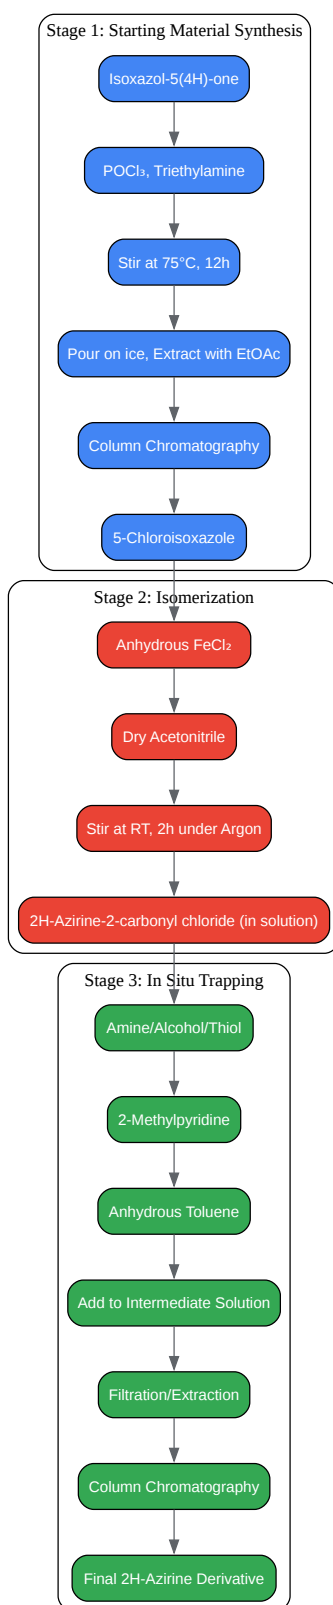 Stage 1: Starting Material Synthesis
Isoxazol-5(4H)-one
POCl₃, Triethylamine
Stir at 75°C, 12h
Pour on ice, Extract with EtOAc
Column Chromatography
5-Chloroisoxazole
Stage 2: Isomerization
Anhydrous FeCl₂
Dry Acetonitrile
Stir at RT, 2h under Argon
2H-Azirine-2-carbonyl chloride (in solution)
Stage 3: In Situ Trapping
Amine/Alcohol/Thiol
2-Methylpyridine
Anhydrous Toluene
Add to Intermediate Solution
Filtration/Extraction
Column Chromatography
Final 2H-Azirine Derivative